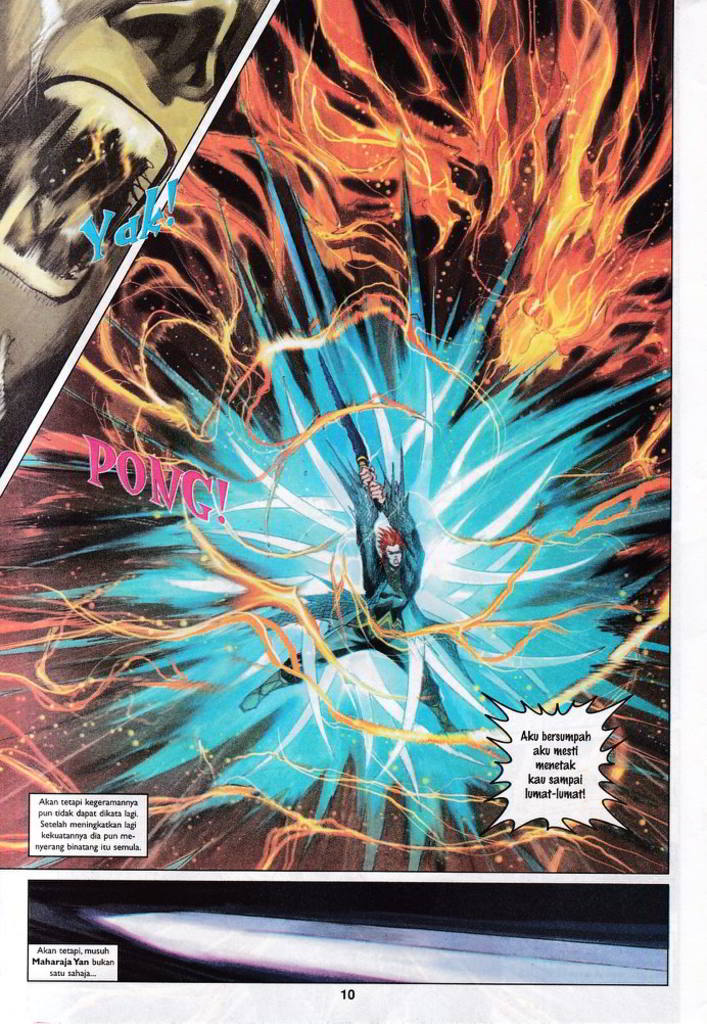 Yak!
PONG!
Aku bersumpah
aku mesti
menetak
kau sampai
lumat-lumat!
Akan tetapi kegeramannya
pun tidak dapat dikata lagi.
Setelah meningkatkan lagi
kekuatannya dia pun me-
nyerang binatang itu semula.
Akan tetapi, musuh
Maharaja Yan bukan
satu sahaja...
10